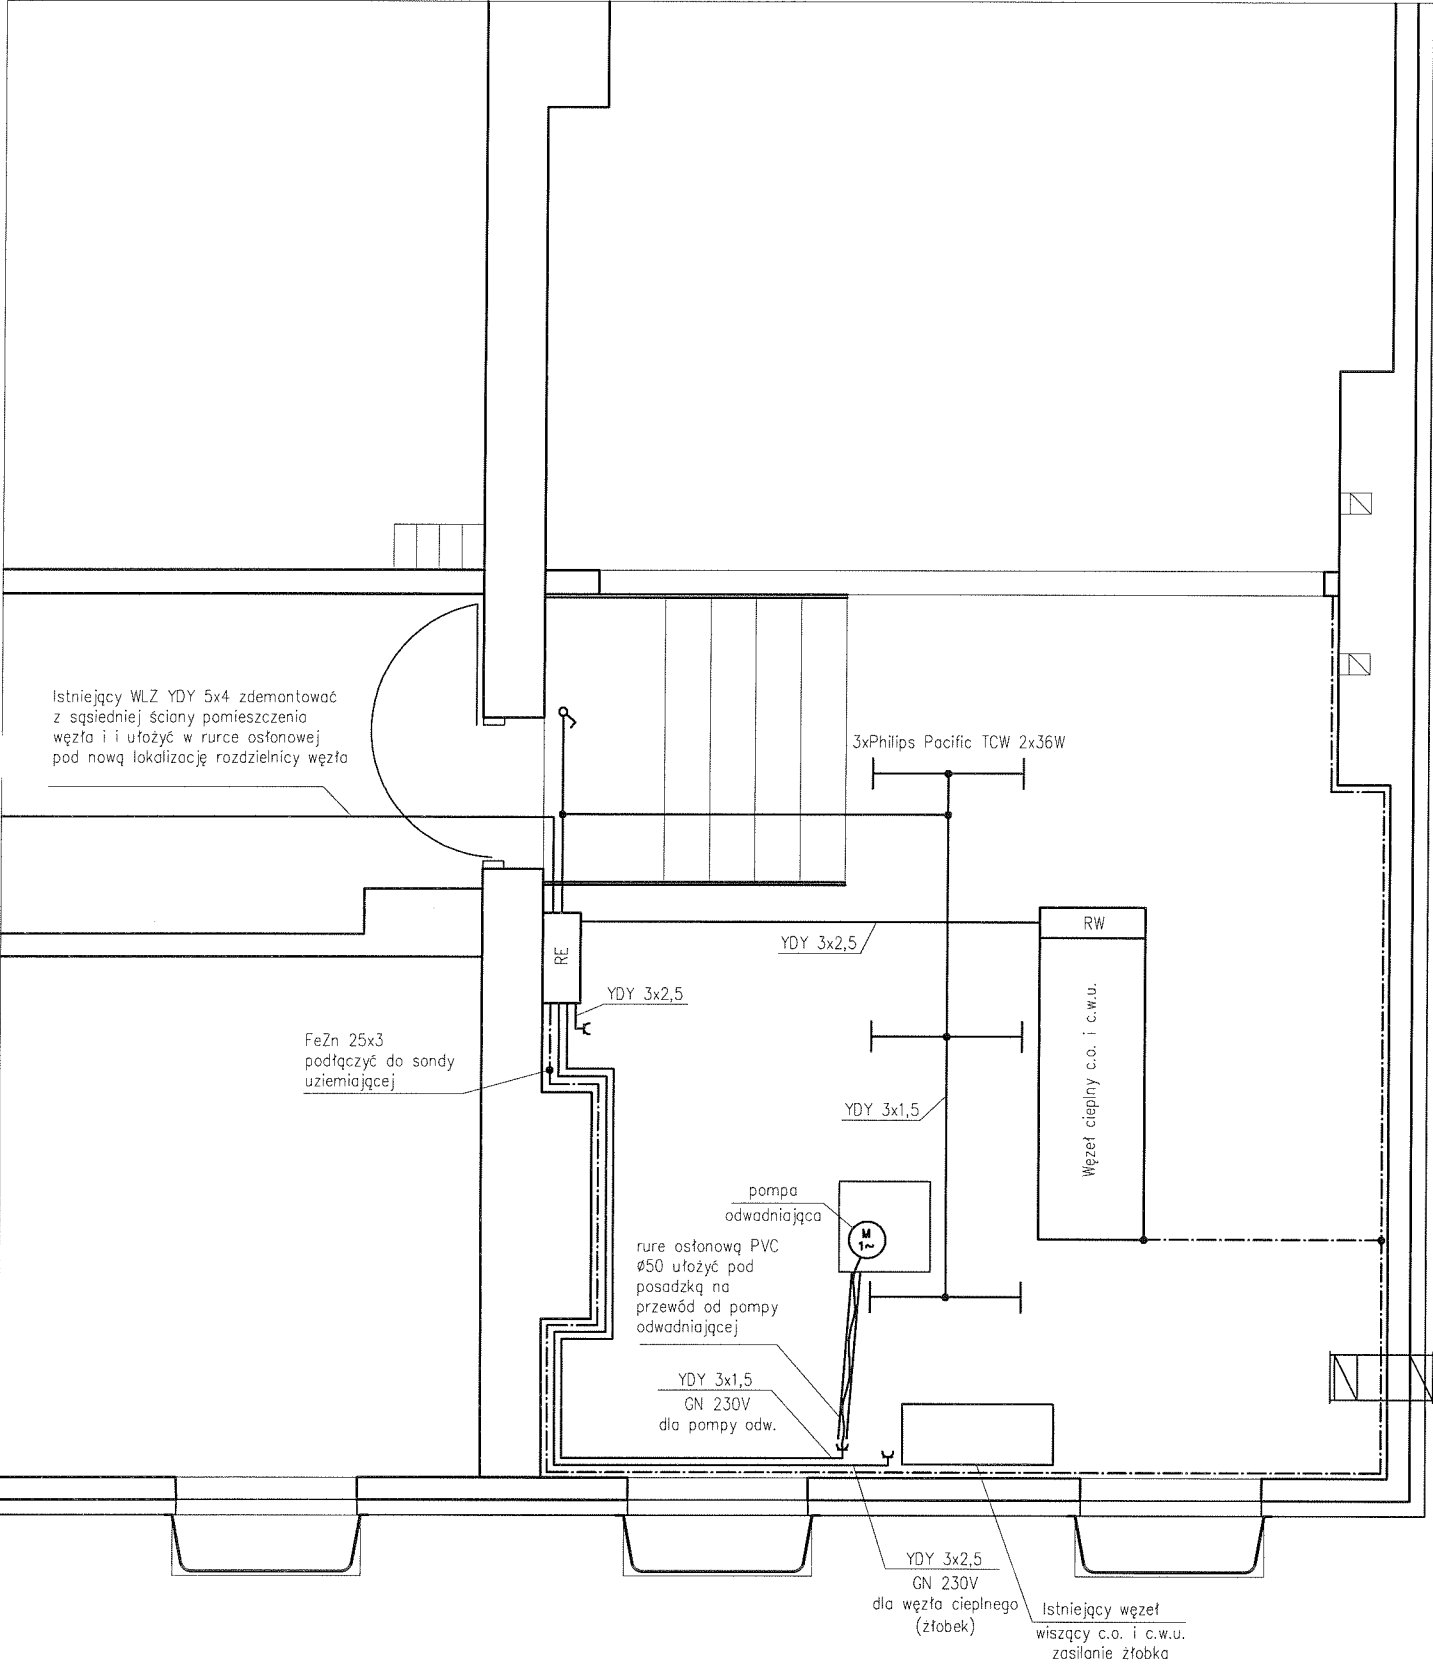 Istniejący WLZ YDY 5x4 zdemontować
z sąsiedniej ściany pomieszczenia
węzła i i ułożyć w rurce osłonowej
pod nową lokalizację rozdzielnicy węzła
3xPhilips Pacific TCW 2x36W
RW
YDY 3x2,5
RE
YDY 3x2,5
Węzeł cieplny c.o. i c.w.u.
FeZn 25x3
podłączyć do sondy
uziemiającej
YDY 3x1,5
pompa
odwadniająca
M
1~
rure osłonową PVC
ø50 ułożyć pod
posadzką na
przewód od pompy
odwadniającej
YDY 3x1,5
GN 230V
dla pompy odw.
YDY 3x2,5
GN 230V
dla węzła cieplnego
(żłobek)
Istniejący węzeł
wiszący c.o. i c.w.u.
zasilanie żłobka